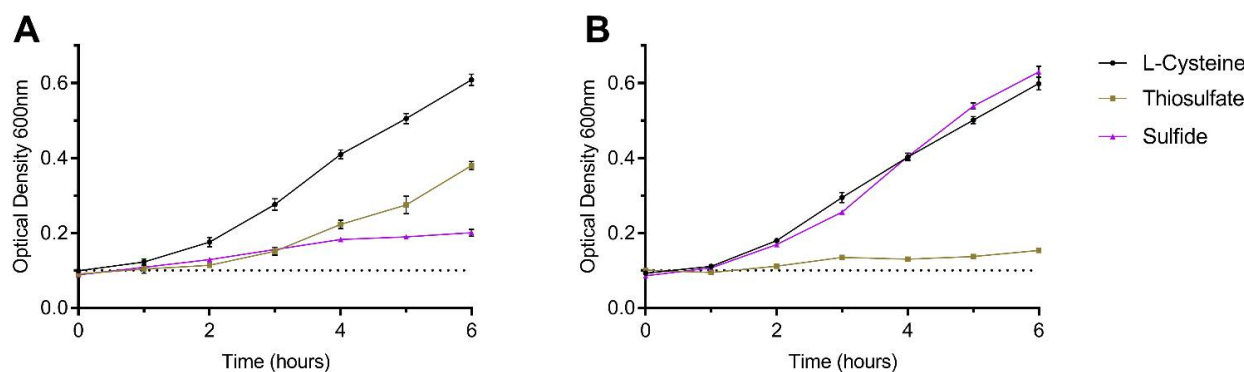 A
Optical Density 600nm
0.6
0.4
0.2
0.0
0 2 4 6
Time (hours)
B
Optical Density 600nm
0.6
0.4
0.2
0.0
0 2 4 6
Time (hours)
L-Cysteine
Thiosulfate
Sulfide